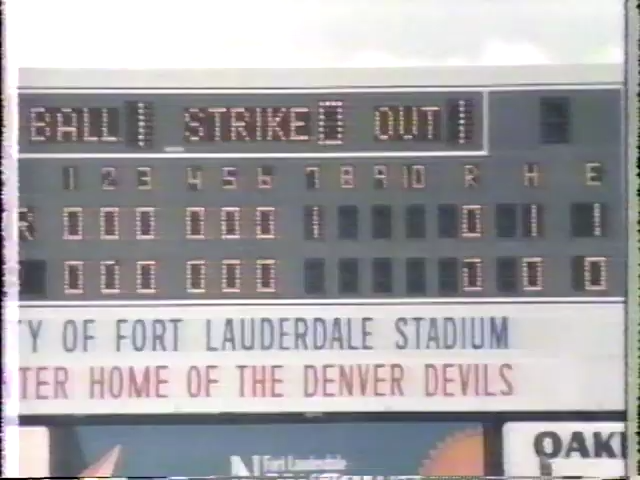 BALL 1 STRIKE 0 OUT 1
1 2 3 4 5 6 7 8 9 10 R H E
R 0 0 0 0 0 0 1 0 1 1
0 0 0 0 0 0 0 0
TY OF FORT LAUDERDALE STADIUM
TER HOME OF THE DENVER DEVILS
Fort Lauderdale
OAK